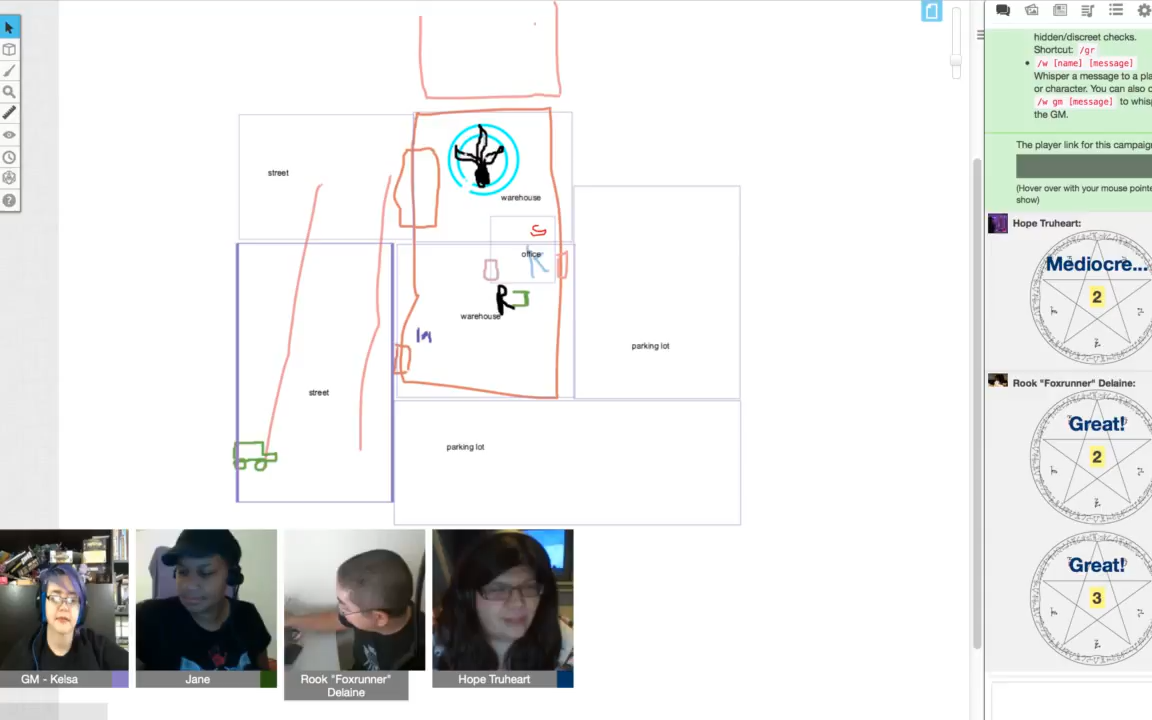 street
warehouse
S
office
R
R
warehouse
M
parking lot
street
parking lot
GM - Kelsa
Jane
Rook "Foxrunner"
Delaine
Hope Truheart
hidden/discreet checks.
Shortcut: /gr
/w [name] [message]
Whisper a message to a pla
or character. You can also
/w gm [message] to whis
the GM.
The player link for this campaig
(Hover over with your mouse pointe
show)
Hope Truheart:
Mediocre...
2
Rook "Foxrunner" Delaine:
Great!
2
Great!
3